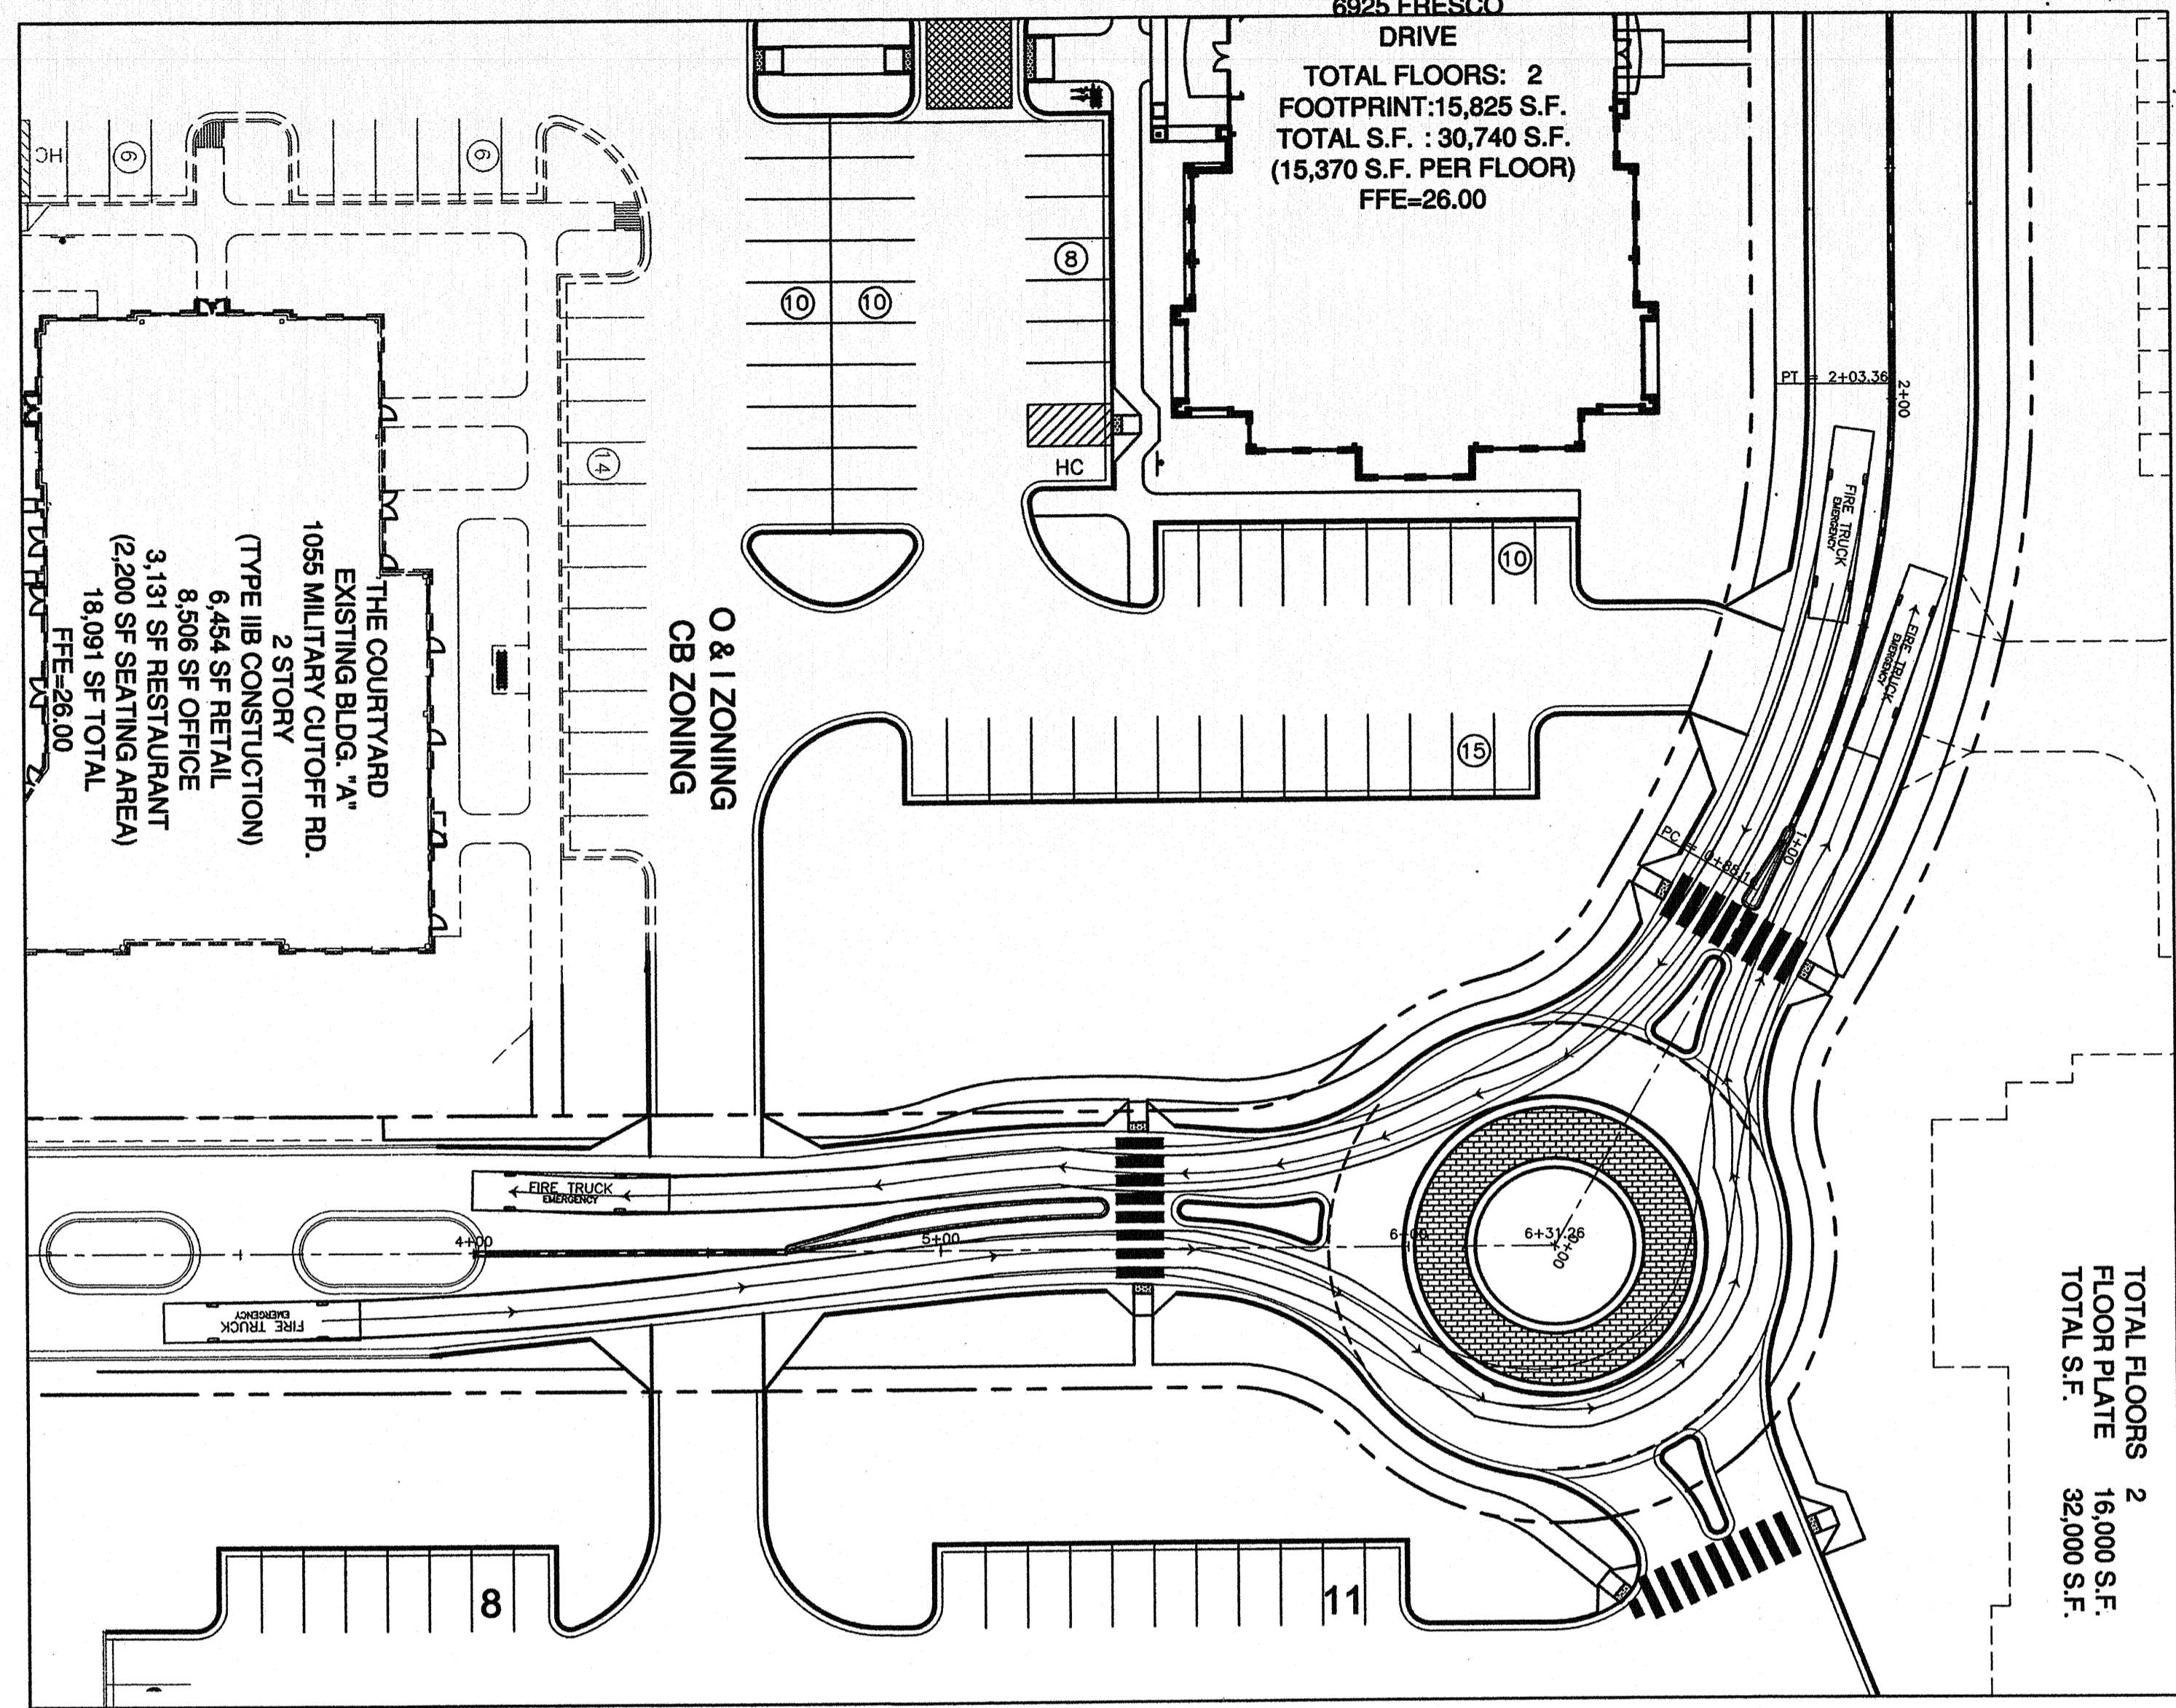 6925 FRESCO
DRIVE
TOTAL FLOORS: 2
FOOTPRINT:15,825 S.F.
TOTAL S.F. : 30,740 S.F.
(15,370 S.F. PER FLOOR)
FFE=26.00
HC
6
6
8
10
10
14
HC
10
15
PT = 2+03.36
2+00
FIRE TRUCK
EMERGENCY
FIRE TRUCK
EMERGENCY
1+00
O & I ZONING
CB ZONING
THE COURTYARD
EXISTING BLDG. "A"
1055 MILITARY CUTOFF RD.
2 STORY
(TYPE IIB CONSTUCTION)
6,454 SF RETAIL
8,506 SF OFFICE
3,131 SF RESTAURANT
(2,200 SF SEATING AREA)
18,091 SF TOTAL
FFE=26.00
FIRE TRUCK
EMERGENCY
4+00
5+00
6+00
6+31.26
0+00
FIRE TRUCK
EMERGENCY
TOTAL FLOORS 2
FLOOR PLATE 16,000 S.F.
TOTAL S.F. 32,000 S.F.
8
11